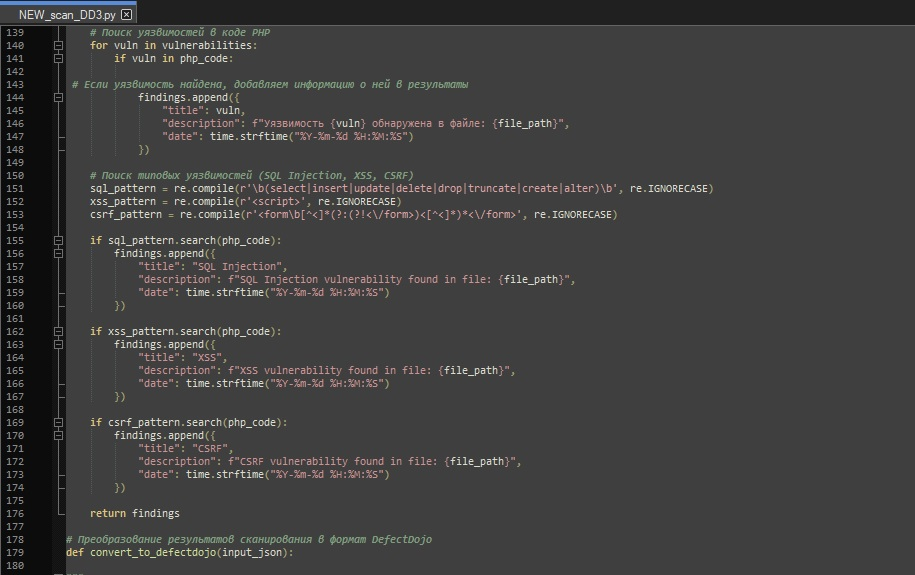 NEW_scan_DD3.py
139 # Поиск уязвимостей в коде PHP
140 for vuln in vulnerabilities:
141 if vuln in php_code:
142
143 # Если уязвимость найдена, добавляем информацию о ней в результаты
144 findings.append({
145 "title": vuln,
146 "description": f"Уязвимость {vuln} обнаружена в файле: {file_path}",
147 "date": time.strftime("%Y-%m-%d %H:%M:%S")
148 })
149
150 # Поиск типовых уязвимостей (SQL Injection, XSS, CSRF)
151 sql_pattern = re.compile(r'\b(select|insert|update|delete|drop|truncate|create|alter)\b', re.IGNORECASE)
152 xss_pattern = re.compile(r'<script>', re.IGNORECASE)
153 csrf_pattern = re.compile(r'<form\b[^<]*(?:(?!<\/form>)<[^<]*)*<\/form>', re.IGNORECASE)
154
155 if sql_pattern.search(php_code):
156 findings.append({
157 "title": "SQL Injection",
158 "description": f"SQL Injection vulnerability found in file: {file_path}",
159 "date": time.strftime("%Y-%m-%d %H:%M:%S")
160 })
161
162 if xss_pattern.search(php_code):
163 findings.append({
164 "title": "XSS",
165 "description": f"XSS vulnerability found in file: {file_path}",
166 "date": time.strftime("%Y-%m-%d %H:%M:%S")
167 })
168
169 if csrf_pattern.search(php_code):
170 findings.append({
171 "title": "CSRF",
172 "description": f"CSRF vulnerability found in file: {file_path}",
173 "date": time.strftime("%Y-%m-%d %H:%M:%S")
174 })
175
176 return findings
177
178 # Преобразование результатов сканирования в формат DefectDojo
179 def convert_to_defectdojo(input_json):
180